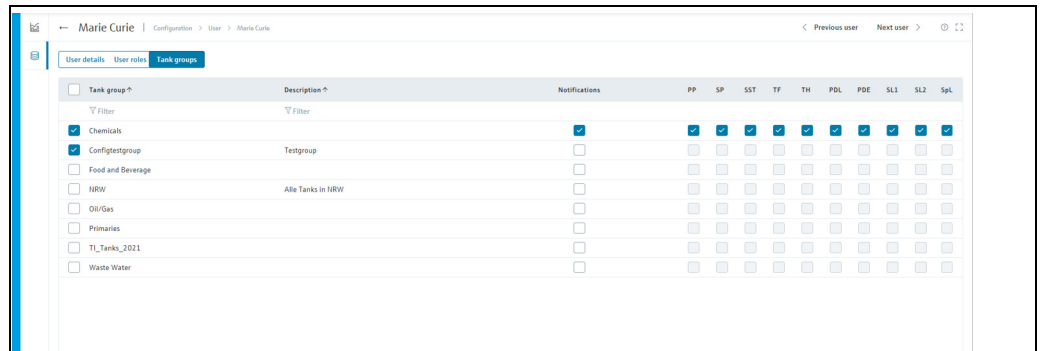 ← Marie Curie | Configuration > User > Marie Curie < Previous user Next user >
User details User roles Tank groups
Tank group ↑ Description ↑ Notifications PP SP SST TF TH PDL PDE SL1 SL2 SpL
Filter Filter
Chemicals
Configtestgroup Testgroup
Food and Beverage
NRW Alle Tanks in NRW
Oil/Gas
Primaries
TI_Tanks_2021
Waste Water